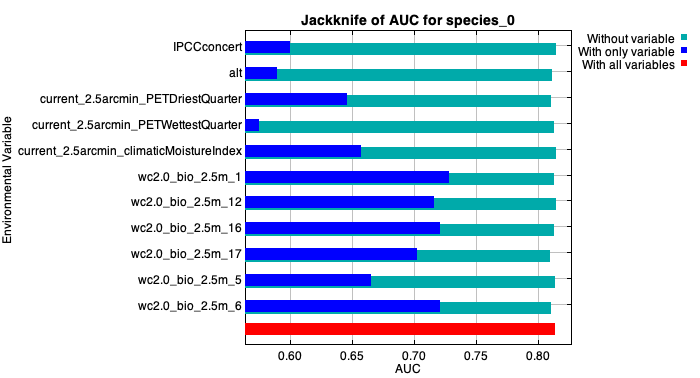 Jackknife of AUC for species_0
Without variable
With only variable
With all variables
Environmental Variable
IPCCconcert
alt
current_2.5arcmin_PETDriestQuarter
current_2.5arcmin_PETWettestQuarter
current_2.5arcmin_climaticMoistureIndex
wc2.0_bio_2.5m_1
wc2.0_bio_2.5m_12
wc2.0_bio_2.5m_16
wc2.0_bio_2.5m_17
wc2.0_bio_2.5m_5
wc2.0_bio_2.5m_6
0.60 0.65 0.70 0.75 0.80
AUC